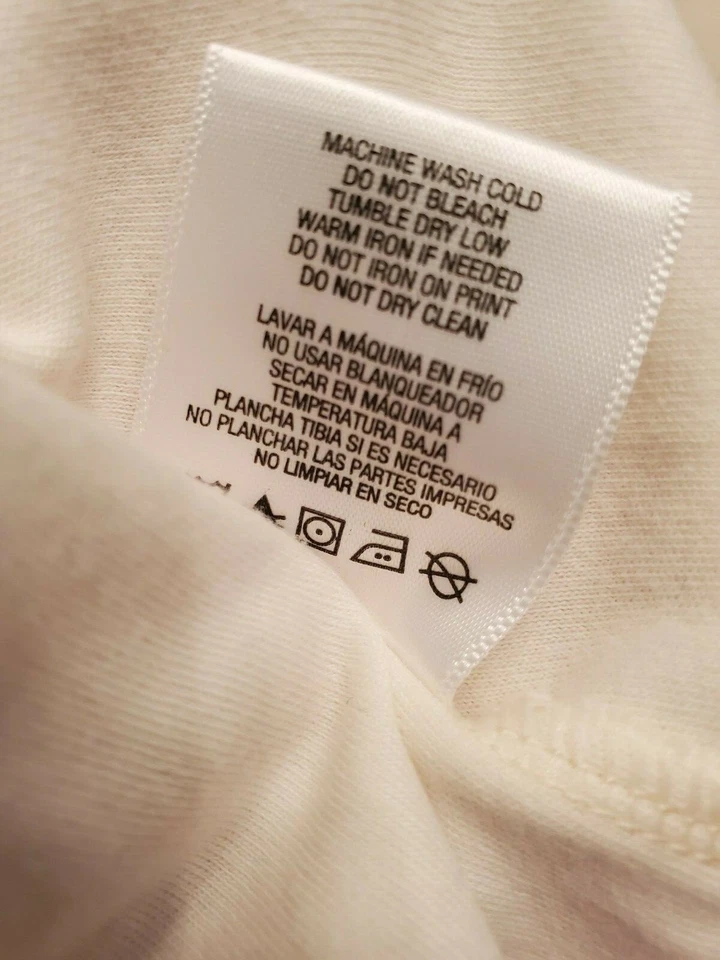 MACHINE WASH COLD
DO NOT BLEACH
TUMBLE DRY LOW
WARM IRON IF NEEDED
DO NOT IRON ON PRINT
DO NOT DRY CLEAN
LAVAR A MÁQUINA EN FRÍO
NO USAR BLANQUEADOR
SECAR EN MÁQUINA A
TEMPERATURA BAJA
PLANCHA TIBIA SI ES NECESARIO
NO PLANCHAR LAS PARTES IMPRESAS
NO LIMPIAR EN SECO